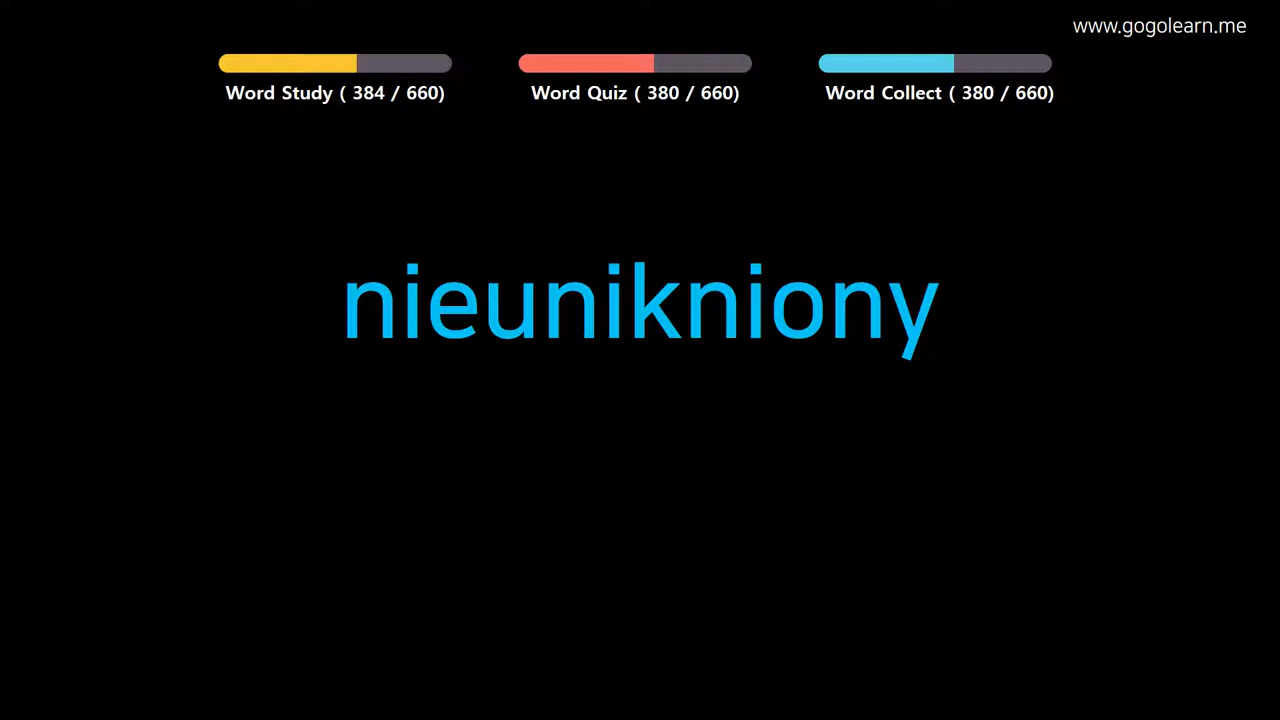 www.gogolearn.me
Word Study ( 384 / 660)
Word Quiz ( 380 / 660)
Word Collect ( 380 / 660)
nieunikniony